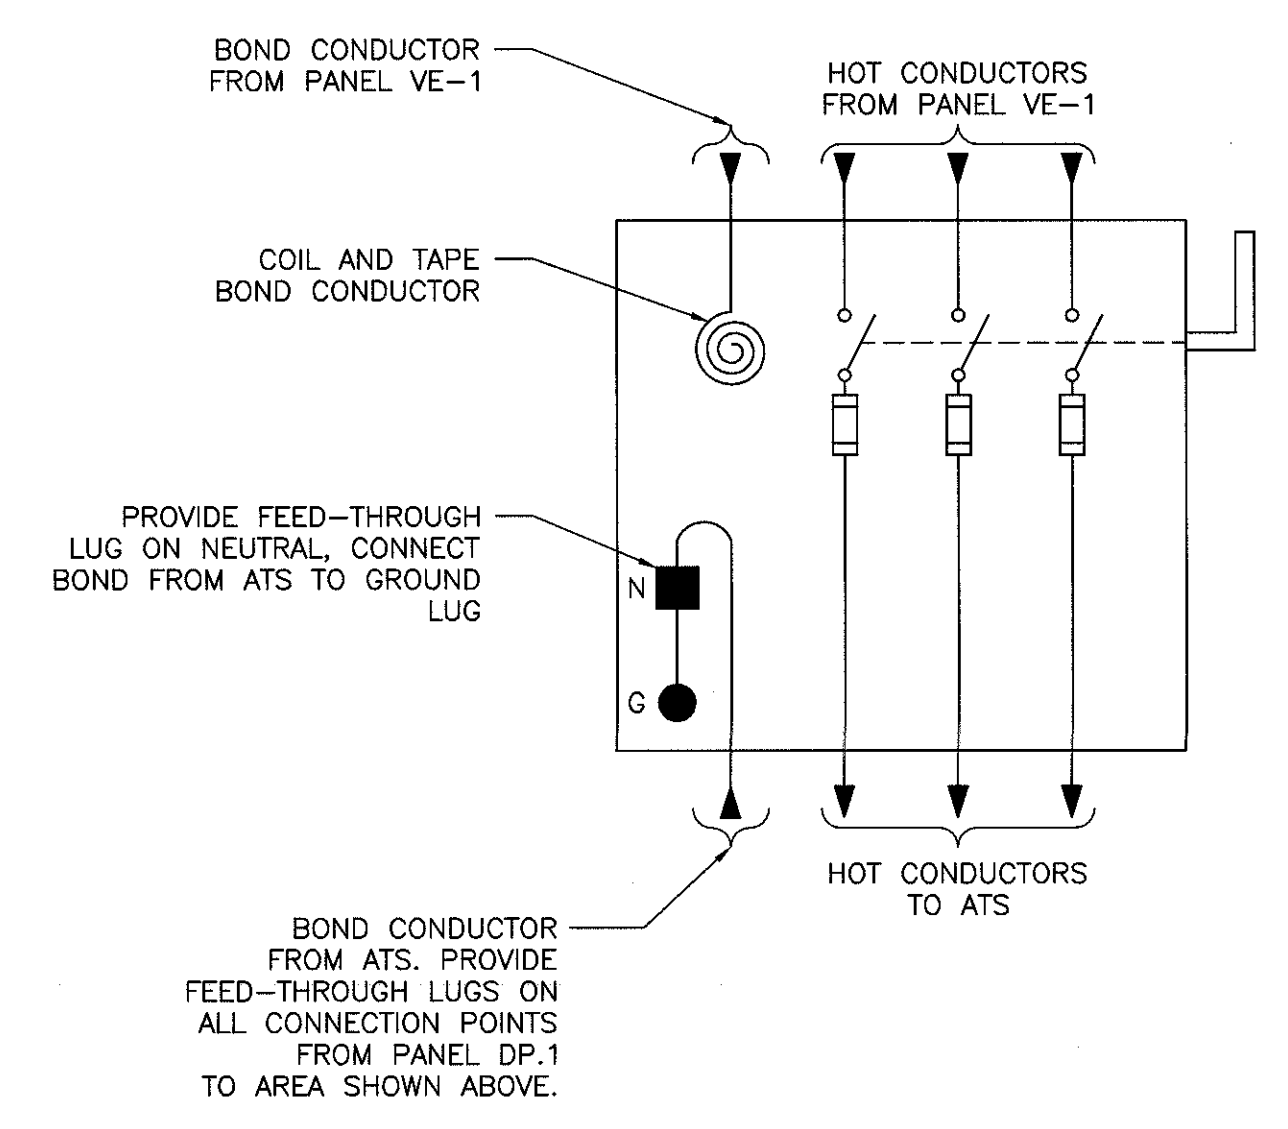 BOND CONDUCTOR
FROM PANEL VE-1
HOT CONDUCTORS
FROM PANEL VE-1
COIL AND TAPE
BOND CONDUCTOR
PROVIDE FEED-THROUGH
LUG ON NEUTRAL, CONNECT
BOND FROM ATS TO GROUND
LUG
N
G
HOT CONDUCTORS
TO ATS
BOND CONDUCTOR
FROM ATS. PROVIDE
FEED-THROUGH LUGS ON
ALL CONNECTION POINTS
FROM PANEL DP.1
TO AREA SHOWN ABOVE.